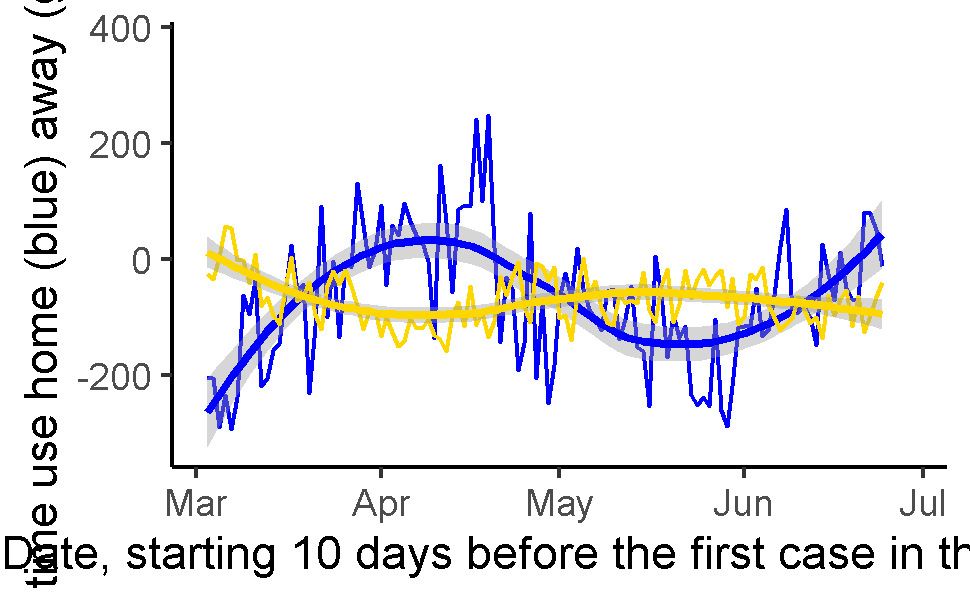 time use home (blue) away (
400
200
0
-200
Mar Apr May Jun Jul
Date, starting 10 days before the first case in th